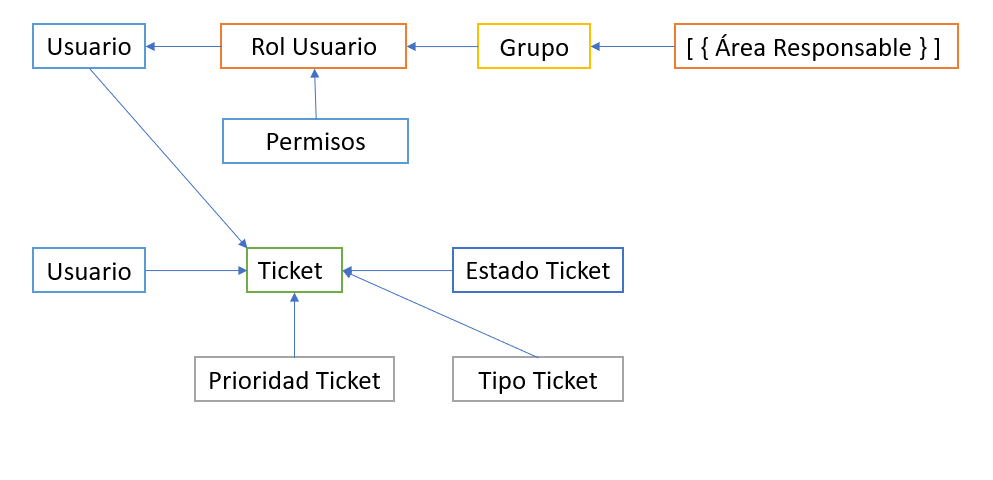 Usuario
Rol Usuario
Grupo
[ { Área Responsable } ]
Permisos
Usuario
Ticket
Estado Ticket
Prioridad Ticket
Tipo Ticket